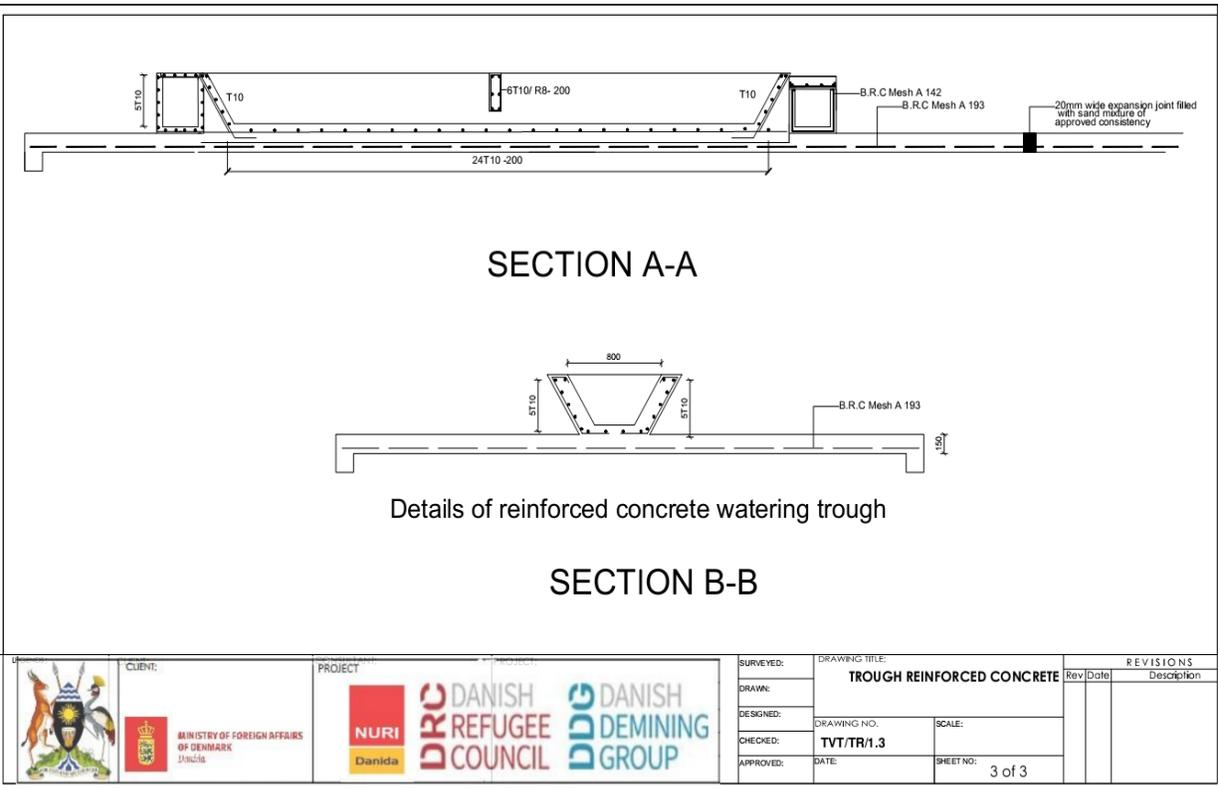 5T10
T10
6T10/ R8- 200
T10
B.R.C Mesh A 142
B.R.C Mesh A 193
20mm wide expansion joint filled
with sand mixture of
approved consistency
24T10 -200
SECTION A-A
800
5T10
5T10
B.R.C Mesh A 193
150
Details of reinforced concrete watering trough
SECTION B-B
CLIENT;
MINISTRY OF FOREIGN AFFAIRS
OF DENMARK
Danida
PROJECT
PROJECT:
NURI
Danida
DRC DANISH
REFUGEE
COUNCIL
DDG DANISH
DEMINING
GROUP
SURVEYED:
DRAWN:
DESIGNED:
CHECKED:
APPROVED:
DRAWING TITLE:
TROUGH REINFORCED CONCRETE
DRAWING NO.
TVT/TR/1.3
SCALE:
DATE:
SHEET NO:
3 of 3
REVISIONS
Rev Date Description